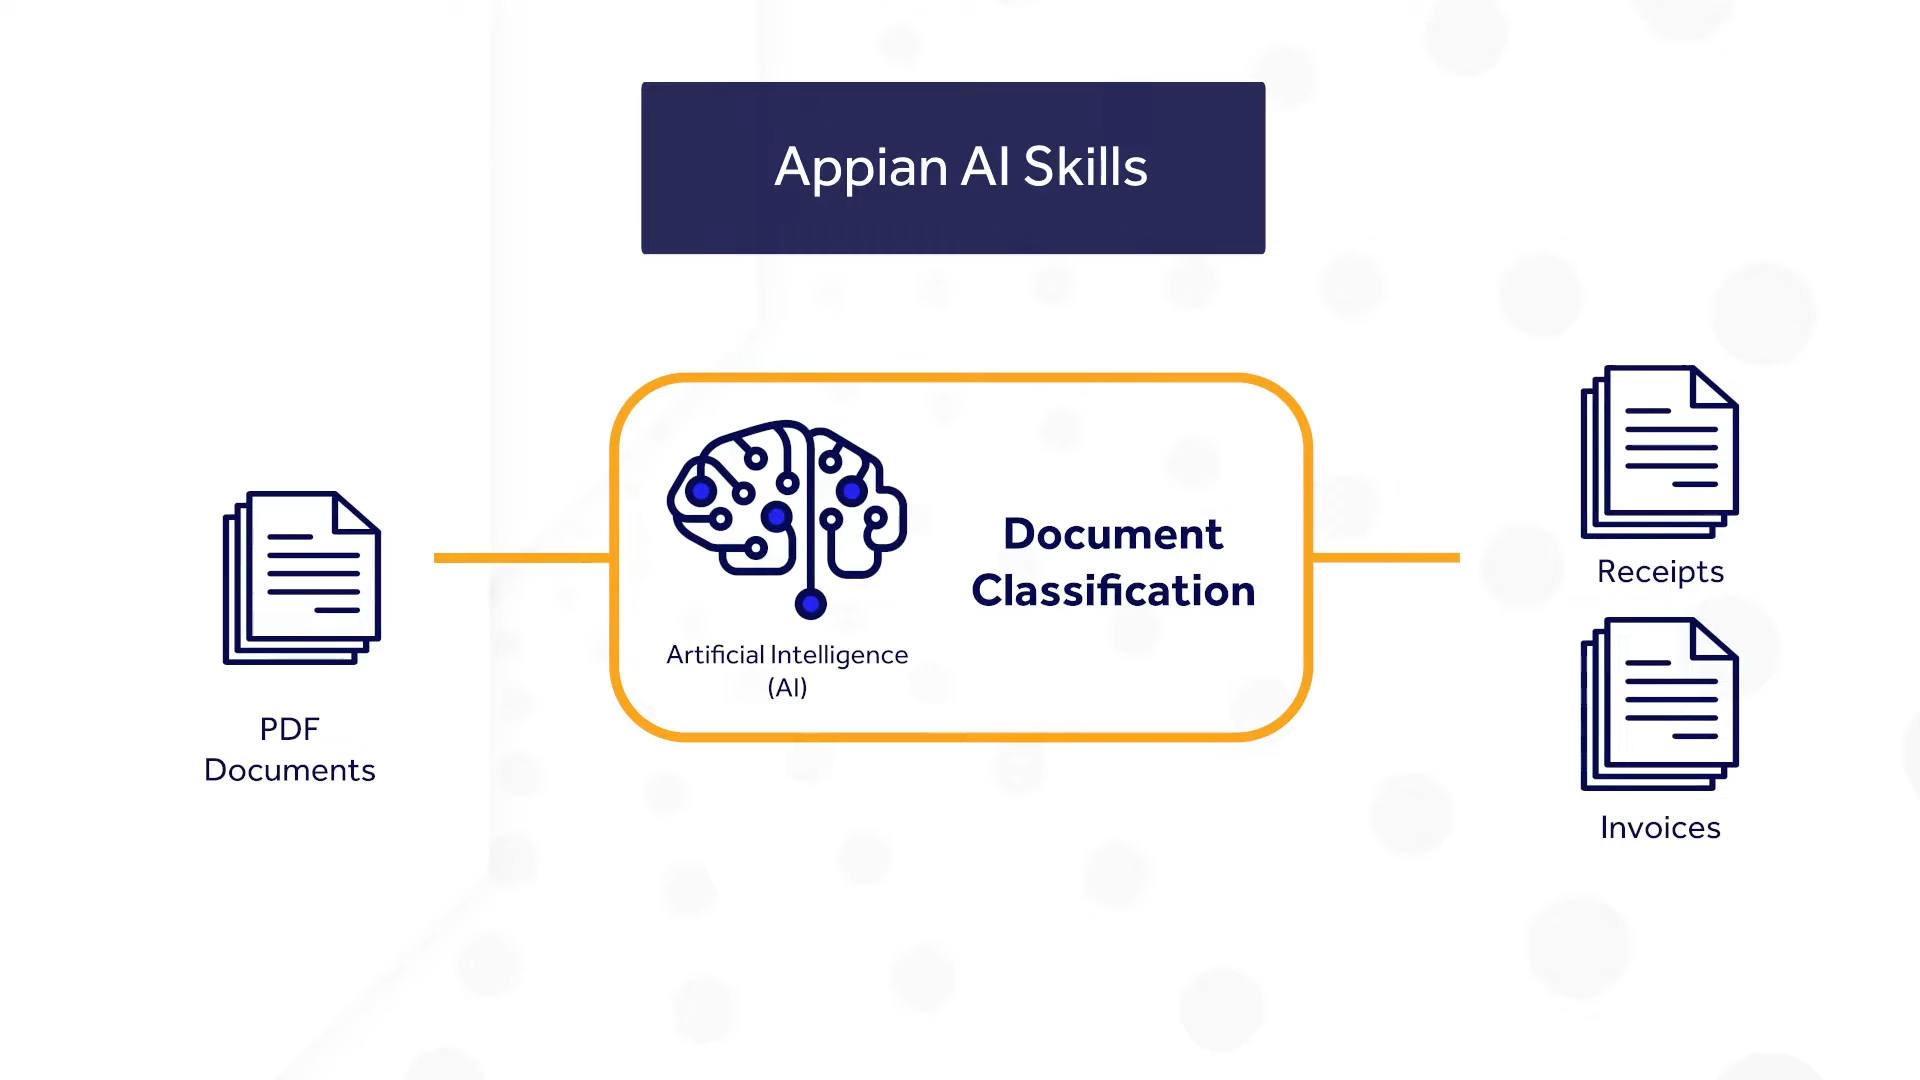 Appian AI Skills
PDF
Documents
Artificial Intelligence
(AI)
Document
Classification
Receipts
Invoices